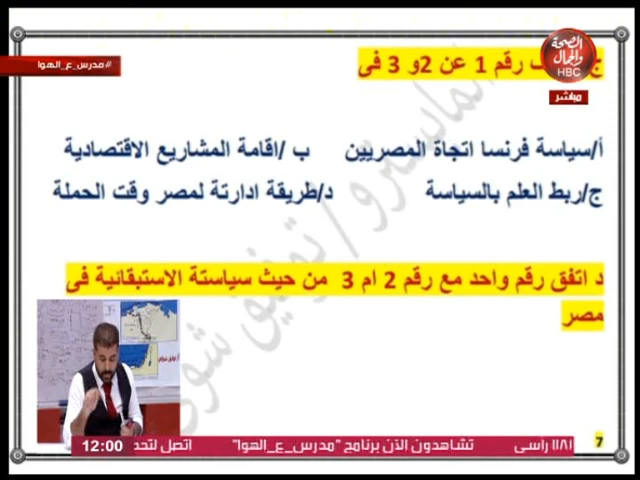 #مدرس_ع_الهوا
الصحة
والجمال
HBC
مباشر
ف رقم 1 عن 2و 3 فى
أ/سياسة فرنسا اتجاة المصريين ب /اقامة المشاريع الاقتصادية
ج/ربط العلم بالسياسة د/طريقة ادارتة لمصر وقت الحملة
د اتفق رقم واحد مع رقم 2 ام 3 من حيث سياستة الاستبقائية فى
مصر
7
راسى ١١٨١ تشاهدون الآن برنامج "مدرس_ع_الهوا" اتصل لتحد
12:00